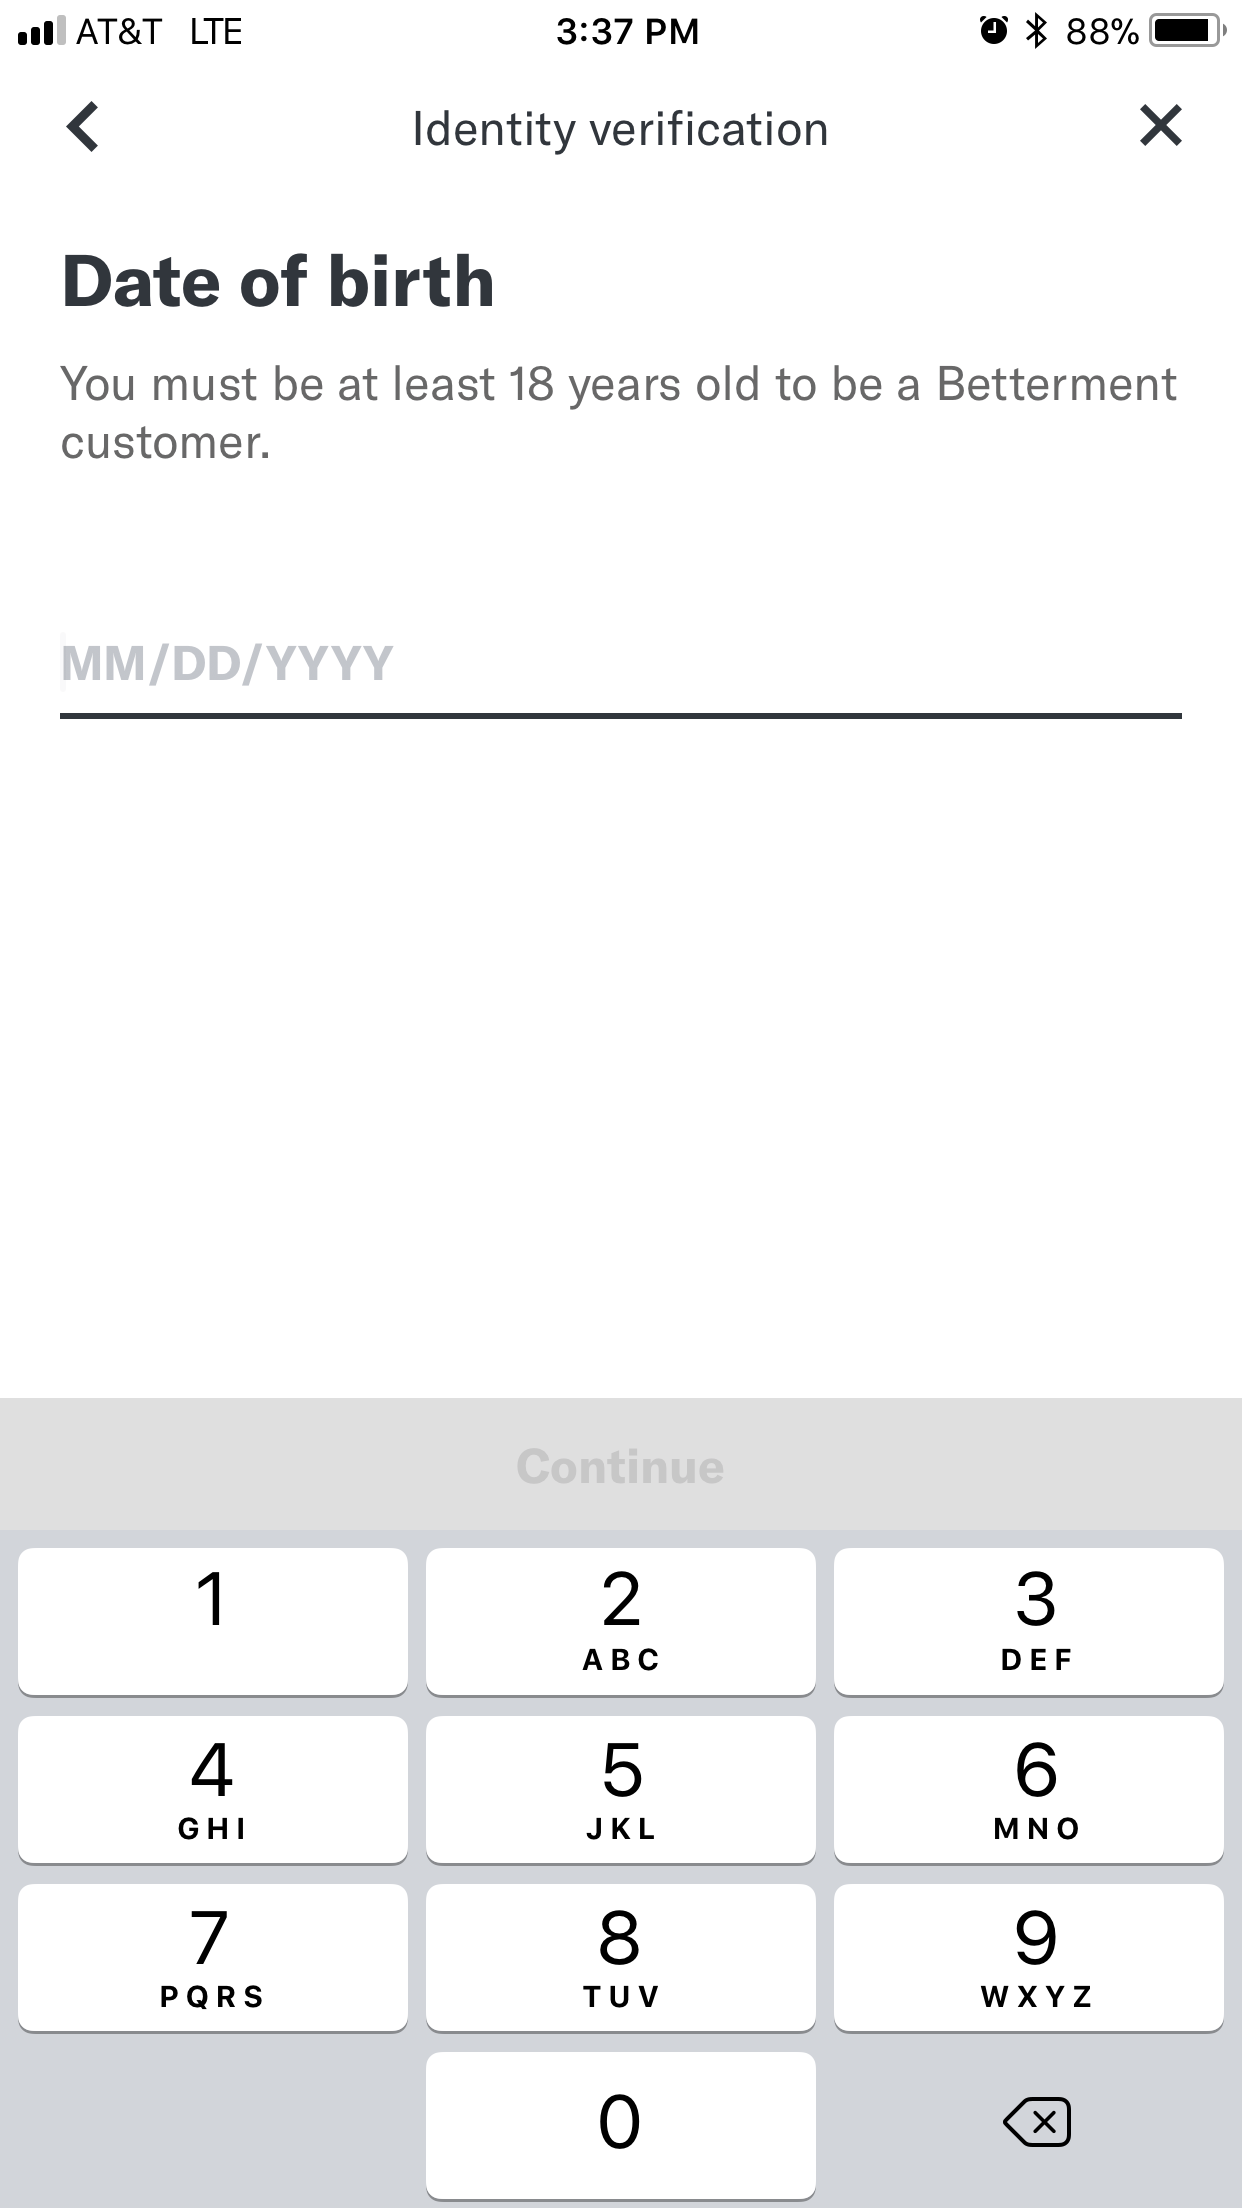 AT&T LTE 3:37 PM 88%
Identity verification
Date of birth
You must be at least 18 years old to be a Betterment
customer.
MM/DD/YYYY
Continue
1 2 3
ABC DEF
4 5 6
GHI JKL MNO
7 8 9
PQRS TUV WXYZ
0